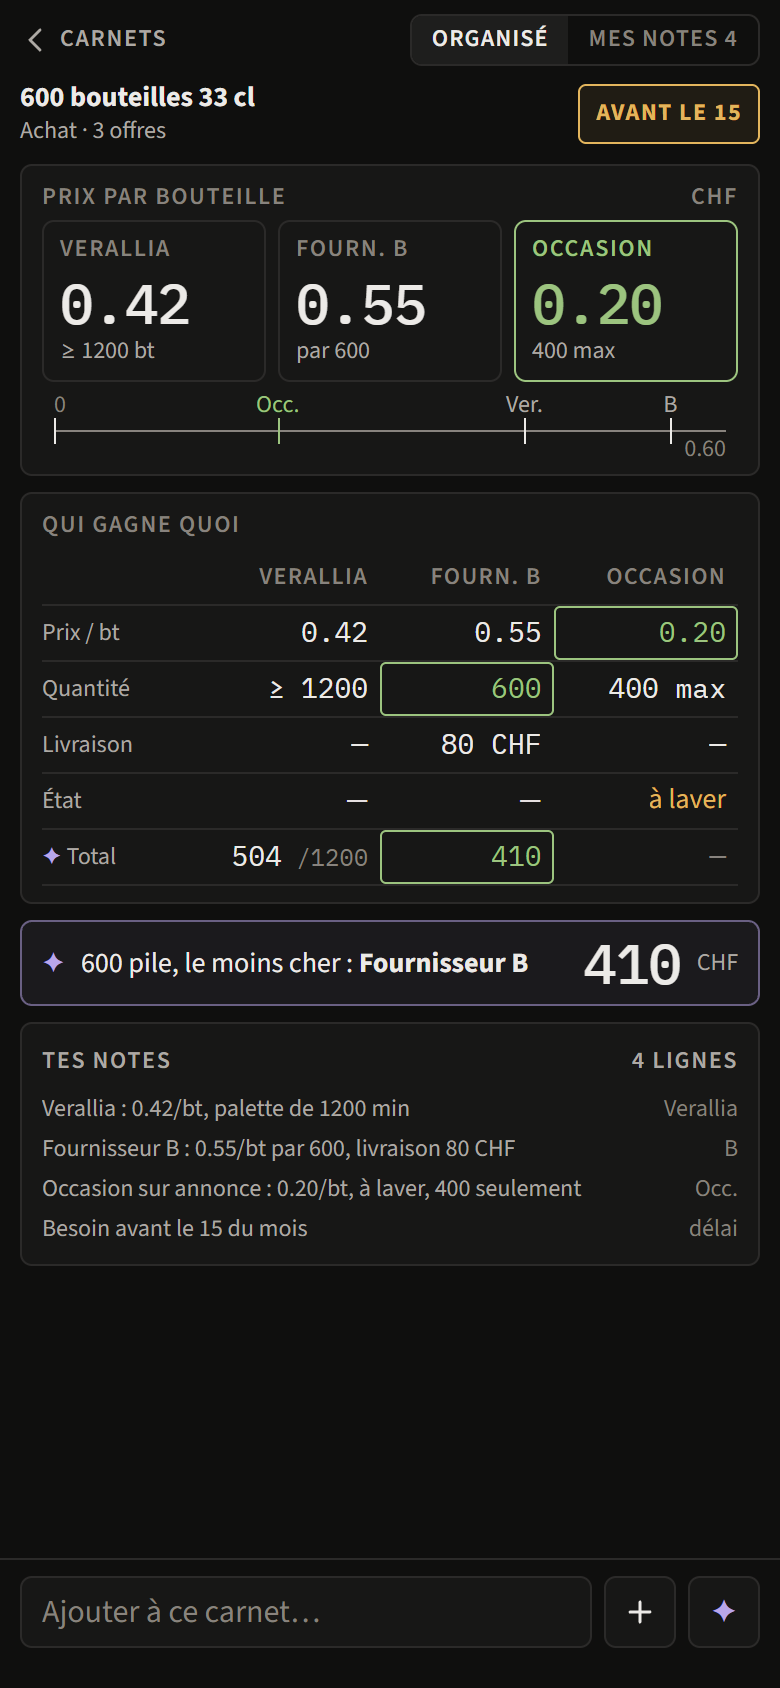 CARNETS
ORGANISÉ
MES NOTES 4
600 bouteilles 33 cl
Achat · 3 offres
AVANT LE 15
PRIX PAR BOUTEILLE
CHF
VERALLIA
0.42
≥ 1200 bt
FOURN. B
0.55
par 600
OCCASION
0.20
400 max
0
Occ.
Ver.
B
0.60
QUI GAGNE QUOI
VERALLIA FOURN. B OCCASION
Prix / bt 0.42 0.55 0.20
Quantité ≥ 1200 600 400 max
Livraison — 80 CHF —
État — — à laver
✦ Total 504 /1200 410 —
✦ 600 pile, le moins cher : Fournisseur B 410 CHF
TES NOTES 4 LIGNES
Verallia : 0.42/bt, palette de 1200 min Verallia
Fournisseur B : 0.55/bt par 600, livraison 80 CHF B
Occasion sur annonce : 0.20/bt, à laver, 400 seulement Occ.
Besoin avant le 15 du mois délai
Ajouter à ce carnet…
+
✦